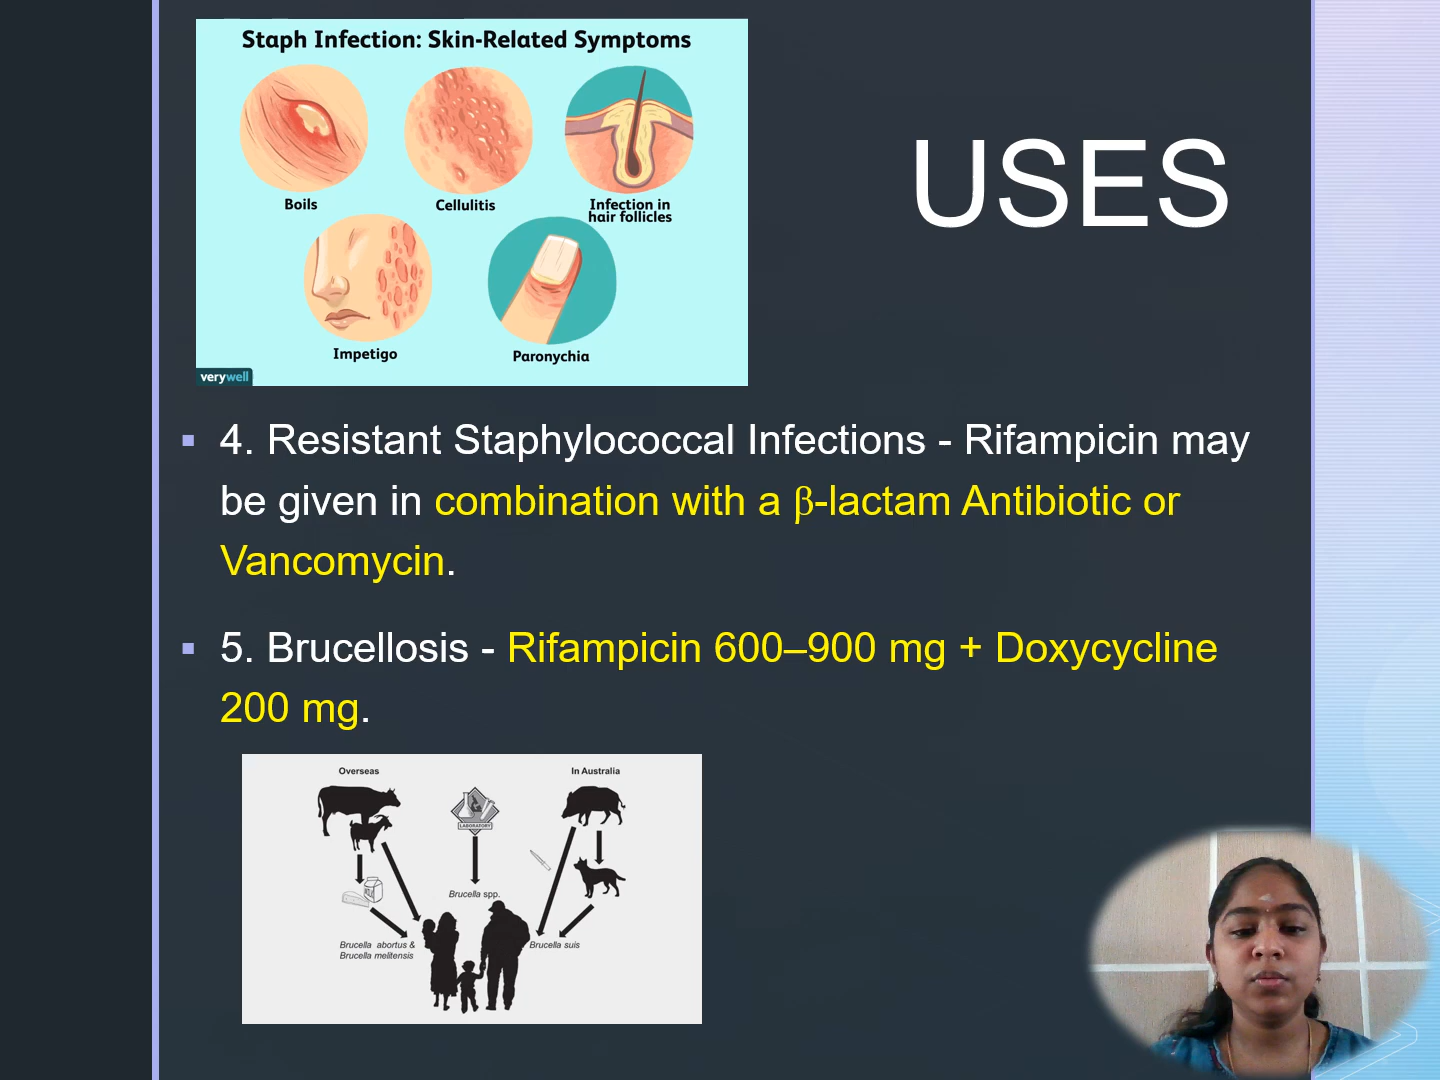 Staph Infection: Skin-Related Symptoms
Boils
Cellulitis
Infection in
hair follicles
Impetigo
Paronychia
verywell
USES
4. Resistant Staphylococcal Infections - Rifampicin may
be given in combination with a β-lactam Antibiotic or
Vancomycin.
5. Brucellosis - Rifampicin 600–900 mg + Doxycycline
200 mg.
Overseas
In Australia
LABORATORY
Brucella spp.
Brucella abortus &
Brucella melitensis
Brucella suis